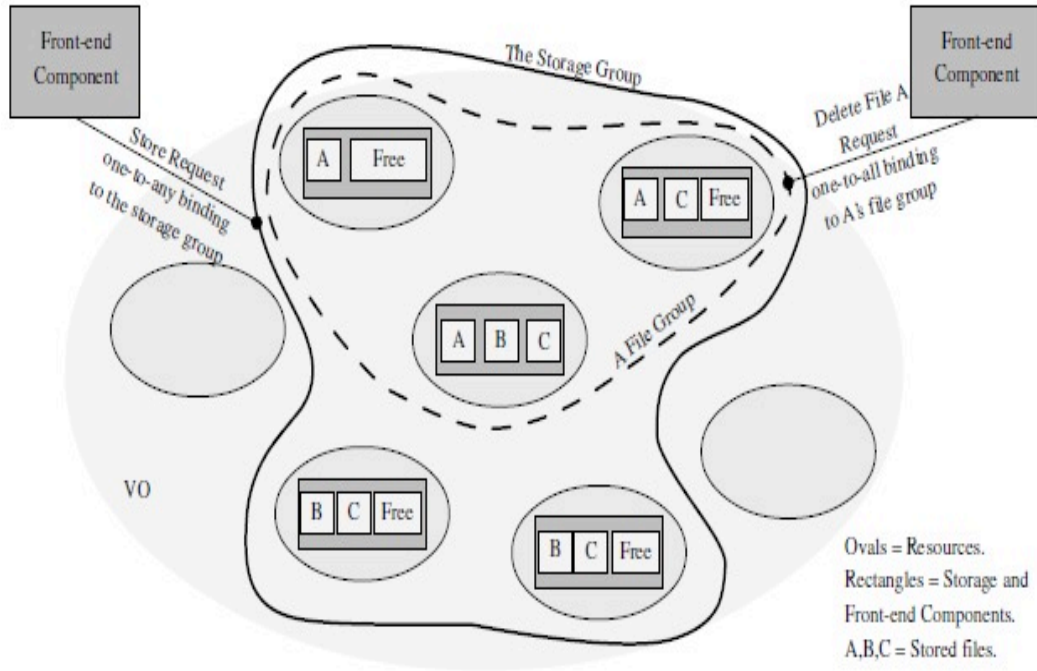 Front-end
Component
The Storage Group
Front-end
Component
Store Request
one-to-any binding
to the storage group
Delete File A
Request
one-to-all binding
to A's file group
A
Free
A
C
Free
A
B
C
A File Group
B
C
Free
B
C
Free
VO
Ovals = Resources.
Rectangles = Storage and
Front-end Components.
A,B,C = Stored files.